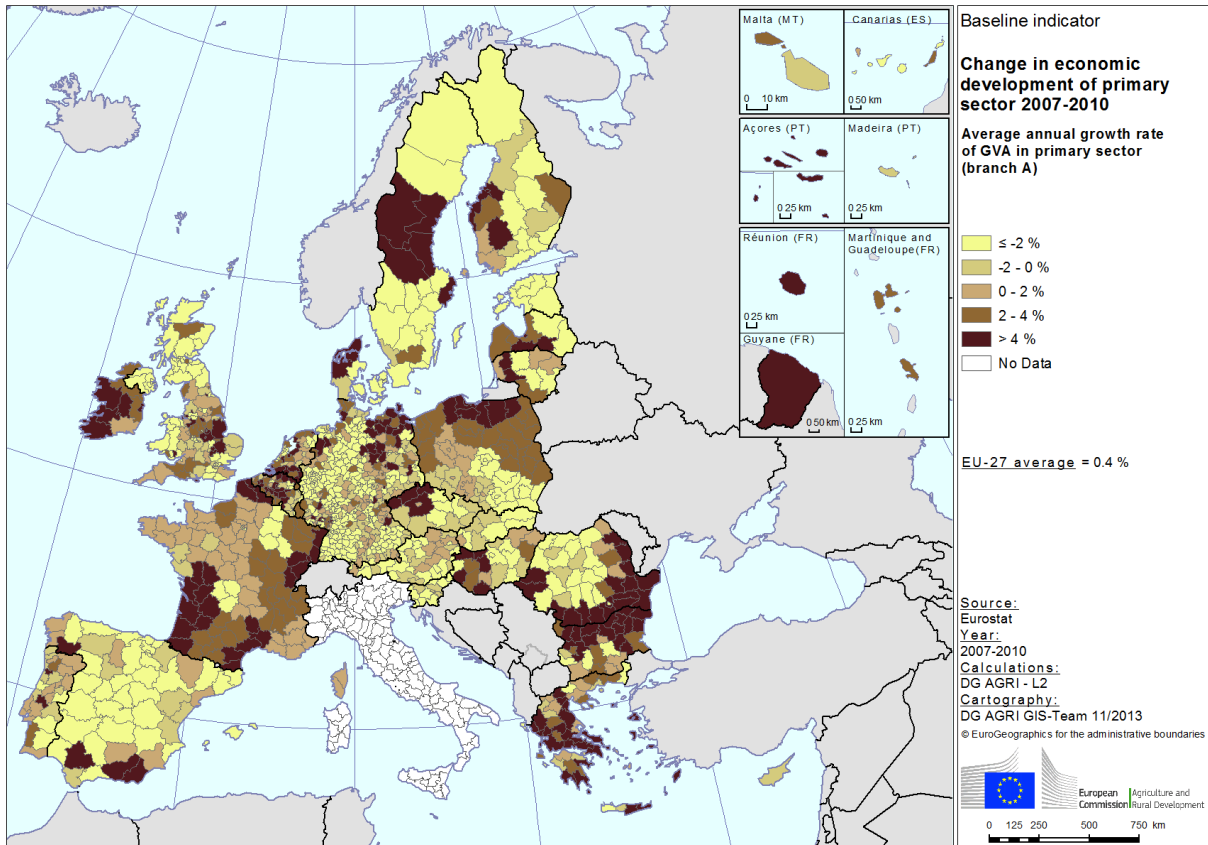 Malta (MT)
0 10 km
Canarias (ES)
0 50 km
Açores (PT)
0 25 km
Madeira (PT)
0 25 km
Réunion (FR)
0 25 km
Martinique and
Guadeloupe(FR)
0 25 km
Guyane (FR)
0 50 km
Baseline indicator
Change in economic
development of primary
sector 2007-2010
Average annual growth rate
of GVA in primary sector
(branch A)
≤ -2 %
-2 - 0 %
0 - 2 %
2 - 4 %
> 4 %
No Data
EU-27 average = 0.4 %
Source:
Eurostat
Year:
2007-2010
Calculations:
DG AGRI - L2
Cartography:
DG AGRI GIS-Team 11/2013
© EuroGeographics for the administrative boundaries
European
Commission
Agriculture and
Rural Development
0 125 250 500 750 km